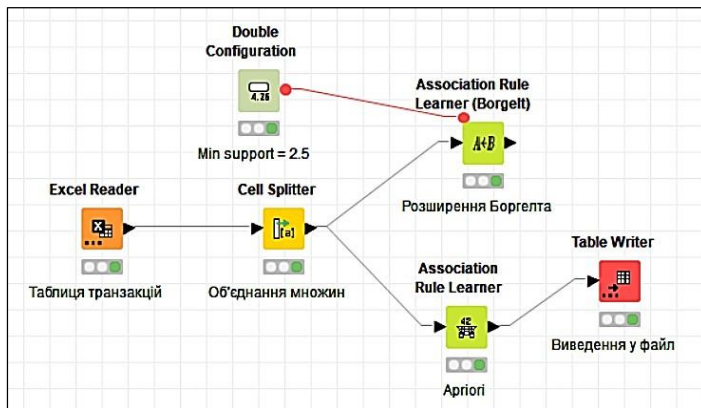 Double
Configuration
4.26
Min support = 2.5
Association Rule
Learner (Borgelt)
A+B
Розширення Боргелта
Excel Reader
X
Таблиця транзакцій
Cell Splitter
[a]
Об'єднання множин
Association
Rule Learner
Apriori
Table Writer
Виведення у файл